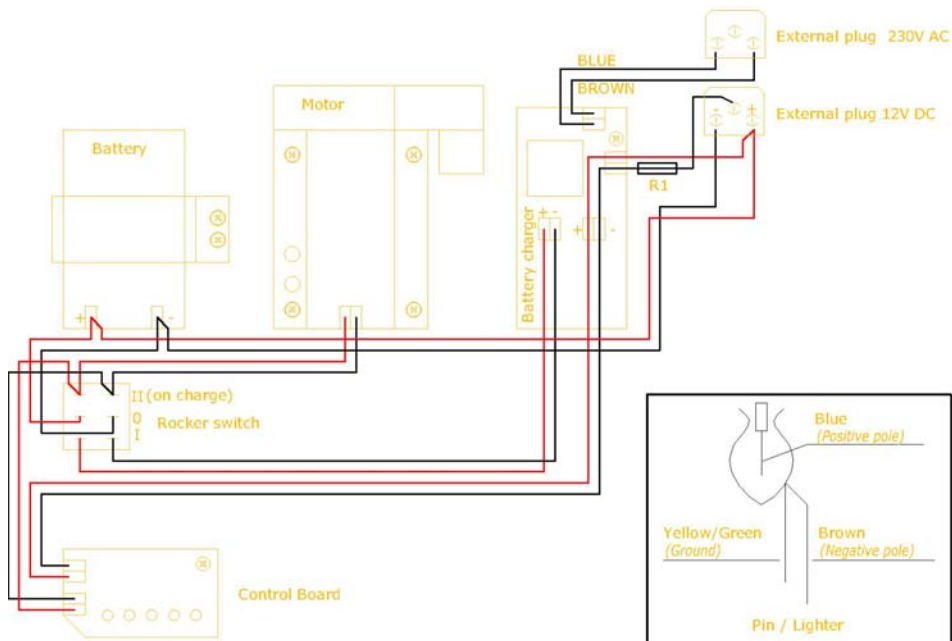 External plug 230V AC
BLUE
BROWN
Motor
External plug 12V DC
- +
Battery
R1
+ -
+ -
Battery charger
+ -
II (on charge)
0
Rocker switch
I
Blue
(Positive pole)
Yellow/Green
(Ground)
Brown
(Negative pole)
Control Board
Pin / Lighter